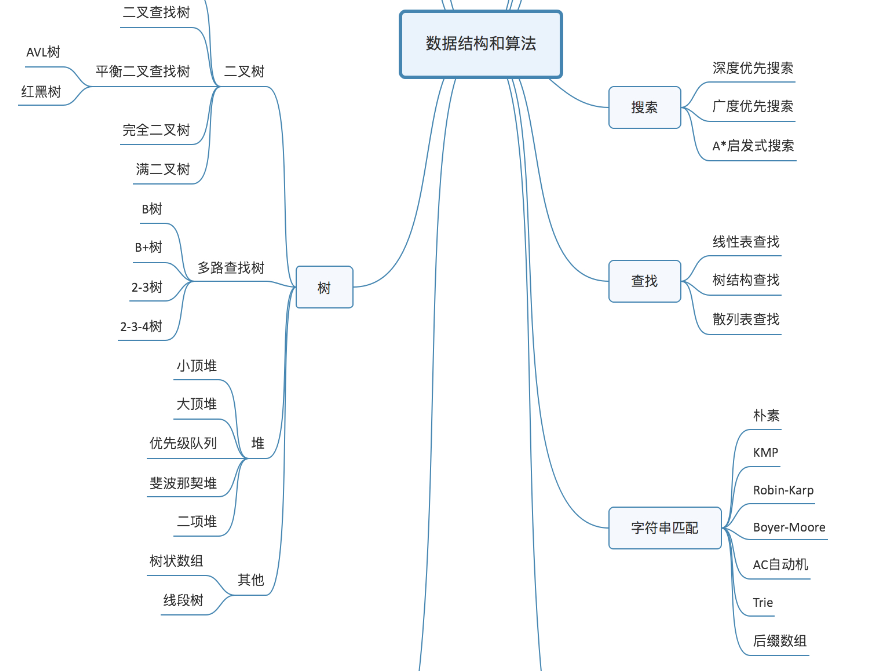 数据结构和算法
二叉查找树
AVL树
红黑树
平衡二叉查找树
二叉树
完全二叉树
满二叉树
B树
B+树
2-3树
2-3-4树
多路查找树
树
小顶堆
大顶堆
优先级队列
斐波那契堆
二项堆
堆
树状数组
线段树
其他
搜索
深度优先搜索
广度优先搜索
A*启发式搜索
查找
线性表查找
树结构查找
散列表查找
字符串匹配
朴素
KMP
Robin-Karp
Boyer-Moore
AC自动机
Trie
后缀数组